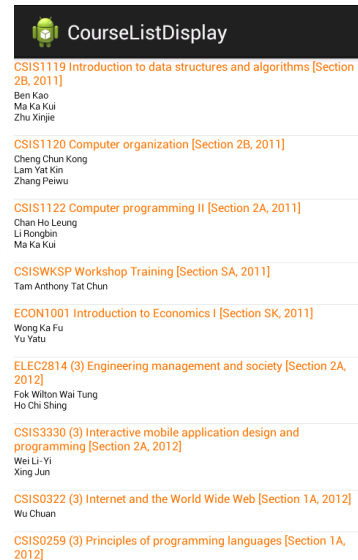 CourseListDisplay
CSIS1119 Introduction to data structures and algorithms [Section
2B, 2011]
Ben Kao
Ma Ka Kui
Zhu Xinjie
CSIS1120 Computer organization [Section 2B, 2011]
Cheng Chun Kong
Lam Yat Kin
Zhang Peiwu
CSIS1122 Computer programming II [Section 2A, 2011]
Chan Ho Leung
Li Rongbin
Ma Ka Kui
CSISWKSP Workshop Training [Section SA, 2011]
Tam Anthony Tat Chun
ECON1001 Introduction to Economics I [Section SK, 2011]
Wong Ka Fu
Yu Yatu
ELEC2814 (3) Engineering management and society [Section 2A,
2012]
Fok Wilton Wai Tung
Ho Chi Shing
CSIS3330 (3) Interactive mobile application design and
programming [Section 2A, 2012]
Wei Li-Yi
Xing Jun
CSIS0322 (3) Internet and the World Wide Web [Section 1A, 2012]
Wu Chuan
CSIS0259 (3) Principles of programming languages [Section 1A,
2012]